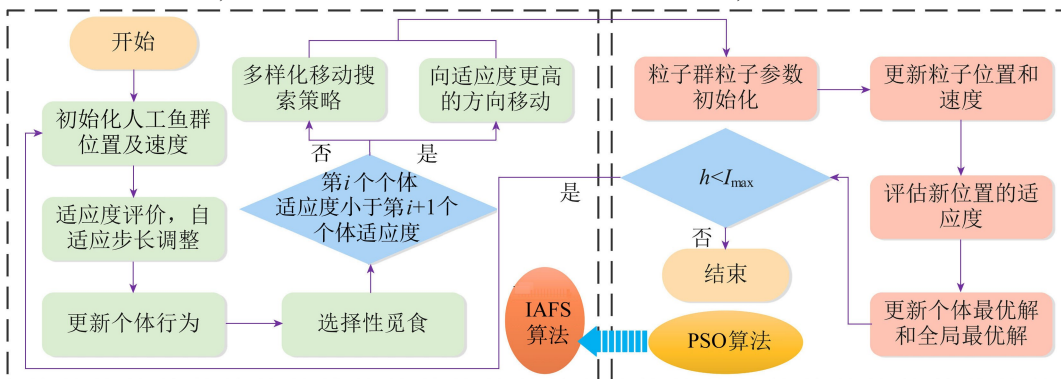 开始
初始化人工鱼群
位置及速度
适应度评价，自
适应步长调整
更新个体行为
选择性觅食
第i个个体
适应度小于第i+1个
个体适应度
否
是
多样化移动搜
索策略
向适应度更高
的方向移动
IAFS
算法
粒子群粒子参数
初始化
更新粒子位置和
速度
评估新位置的适
应度
更新个体最优解
和全局最优解
h<Imax
是
否
结束
PSO算法